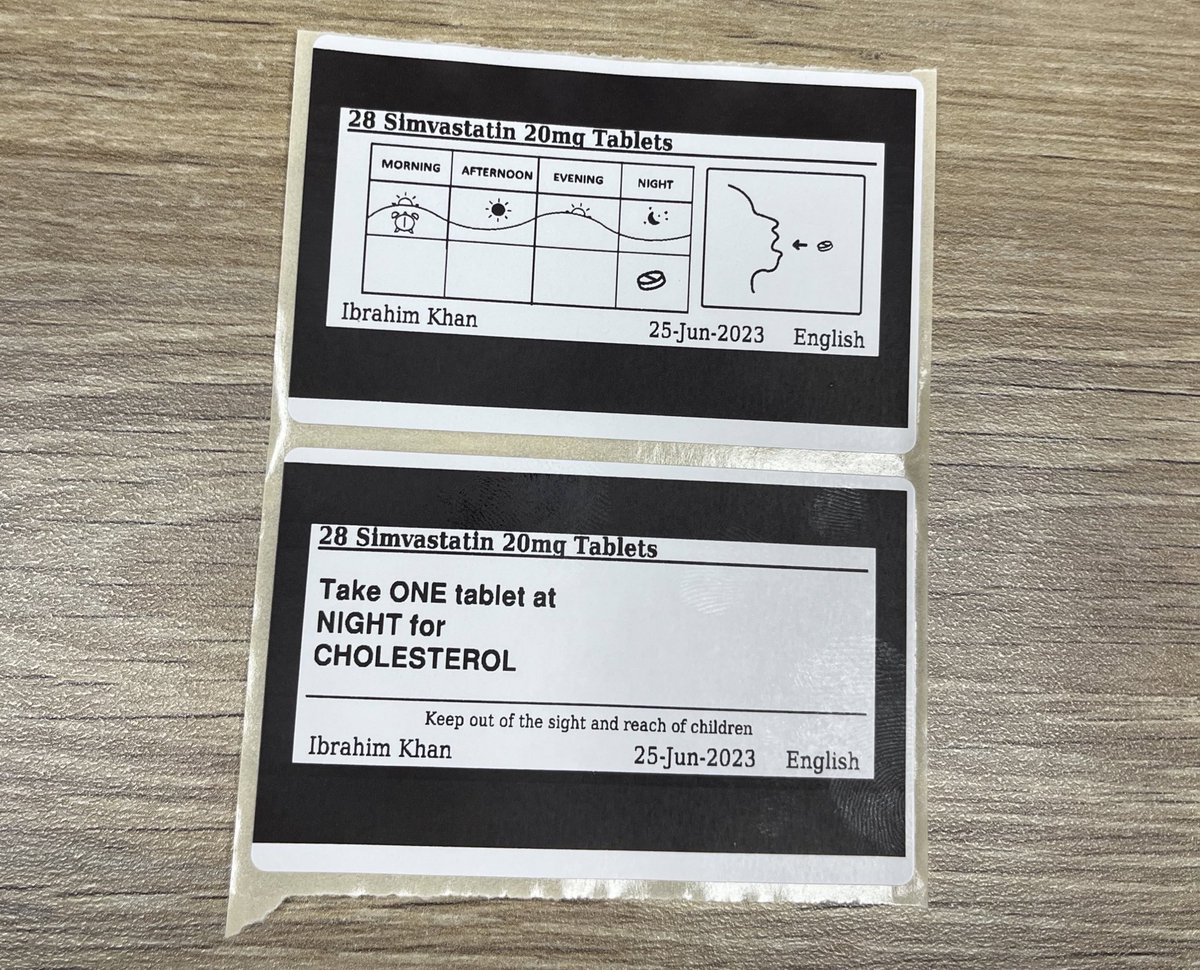 28 Simvastatin 20mg Tablets
MORNING AFTERNOON EVENING NIGHT
Ibrahim Khan 25-Jun-2023 English
28 Simvastatin 20mg Tablets
Take ONE tablet at
NIGHT for
CHOLESTEROL
Keep out of the sight and reach of children
Ibrahim Khan 25-Jun-2023 English